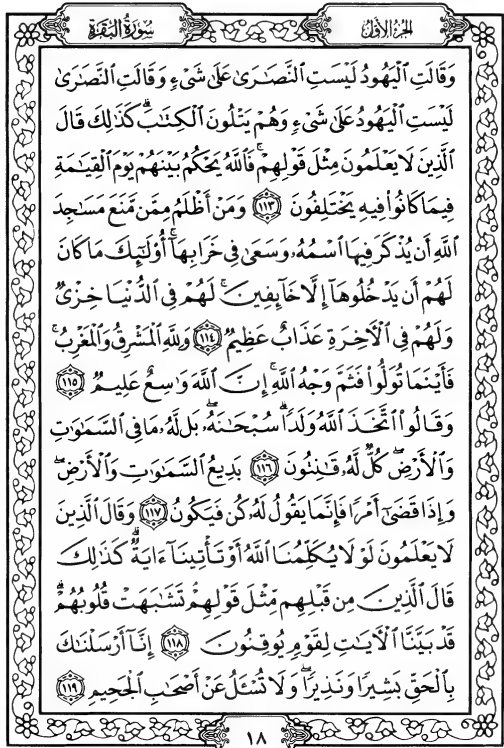 سُورَةُ البَقَرَةِ
الجزء الأول
وَقَالَتِ ٱلْيَهُودُ لَيْسَتِ ٱلنَّصَٰرَىٰ عَلَىٰ شَىْءٍ وَقَالَتِ ٱلنَّصَٰرَىٰ
لَيْسَتِ ٱلْيَهُودُ عَلَىٰ شَىْءٍ وَهُمْ يَتْلُونَ ٱلْكِتَٰبَ ۗ كَذَٰلِكَ قَالَ
ٱلَّذِينَ لَا يَعْلَمُونَ مِثْلَ قَوْلِهِمْ ۚ فَٱللَّهُ يَحْكُمُ بَيْنَهُمْ يَوْمَ ٱلْقِيَٰمَةِ
فِيمَا كَانُوا۟ فِيهِ يَخْتَلِفُونَ ١١٣ وَمَنْ أَظْلَمُ مِمَّن مَّنَعَ مَسَٰجِدَ
ٱللَّهِ أَن يُذْكَرَ فِيهَا ٱسْمُهُۥ وَسَعَىٰ فِى خَرَابِهَآ ۚ أُو۟لَٰٓئِكَ مَا كَانَ
لَهُمْ أَن يَدْخُلُوهَآ إِلَّا خَآئِفِينَ ۚ لَهُمْ فِى ٱلدُّنْيَا خِزْىٌ
وَلَهُمْ فِى ٱلْءَاخِرَةِ عَذَابٌ عَظِيمٌ ١١٤ وَلِلَّهِ ٱلْمَشْرِقُ وَٱلْمَغْرِبُ ۚ
فَأَيْنَمَا تُوَلُّوا۟ فَثَمَّ وَجْهُ ٱللَّهِ ۚ إِنَّ ٱللَّهَ وَٰسِعٌ عَلِيمٌ ١١٥
وَقَالُوا۟ ٱتَّخَذَ ٱللَّهُ وَلَدًا ۗ سُبْحَٰنَهُۥ ۖ بَل لَّهُۥ مَا فِى ٱلسَّمَٰوَٰتِ
وَٱلْأَرْضِ ۖ كُلٌّ لَّهُۥ قَٰنِتُونَ ١١٦ بَدِيعُ ٱلسَّمَٰوَٰتِ وَٱلْأَرْضِ ۖ
وَإِذَا قَضَىٰٓ أَمْرًا فَإِنَّمَا يَقُولُ لَهُۥ كُن فَيَكُونُ ١١٧ وَقَالَ ٱلَّذِينَ
لَا يَعْلَمُونَ لَوْلَا يُكَلِّمُنَا ٱللَّهُ أَوْ تَأْتِينَآ ءَايَةٌ ۗ كَذَٰلِكَ
قَالَ ٱلَّذِينَ مِن قَبْلِهِم مِّثْلَ قَوْلِهِمْ ۘ تَشَٰبَهَتْ قُلُوبُهُمْ ۗ
قَدْ بَيَّنَّا ٱلْءَايَٰتِ لِقَوْمٍ يُوقِنُونَ ١١٨ إِنَّآ أَرْسَلْنَٰكَ
بِٱلْحَقِّ بَشِيرًا وَنَذِيرًا ۖ وَلَا تُسْـَٔلُ عَنْ أَصْحَٰبِ ٱلْجَحِيمِ ١١٩
١٨